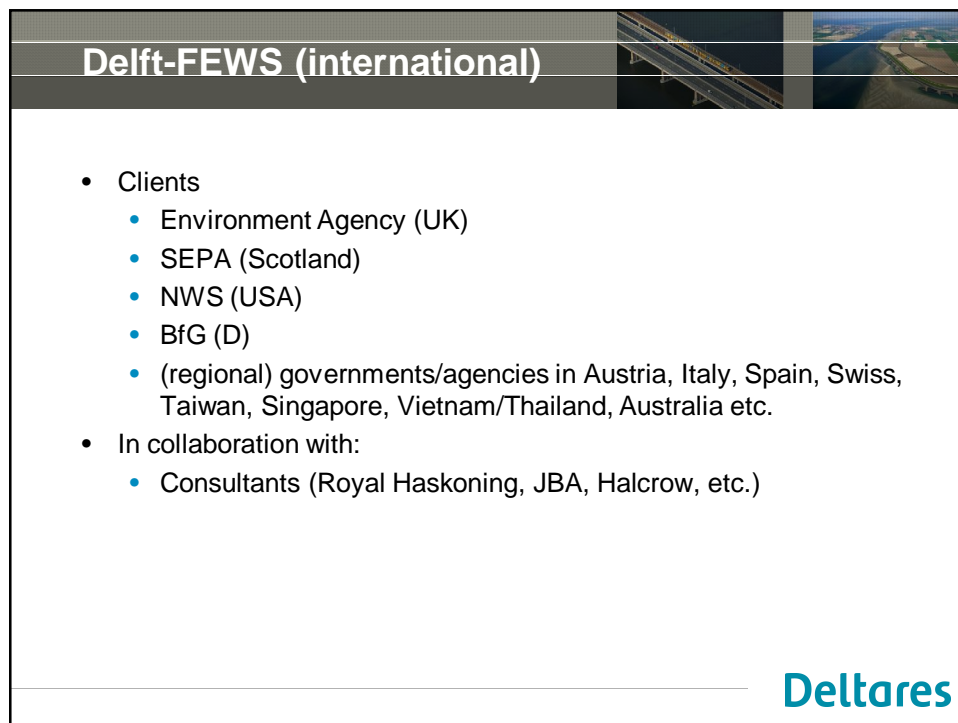 Delft-FEWS (international)
• Clients
• Environment Agency (UK)
• SEPA (Scotland)
• NWS (USA)
• BfG (D)
• (regional) governments/agencies in Austria, Italy, Spain, Swiss,
Taiwan, Singapore, Vietnam/Thailand, Australia etc.
• In collaboration with:
• Consultants (Royal Haskoning, JBA, Halcrow, etc.)
Deltares